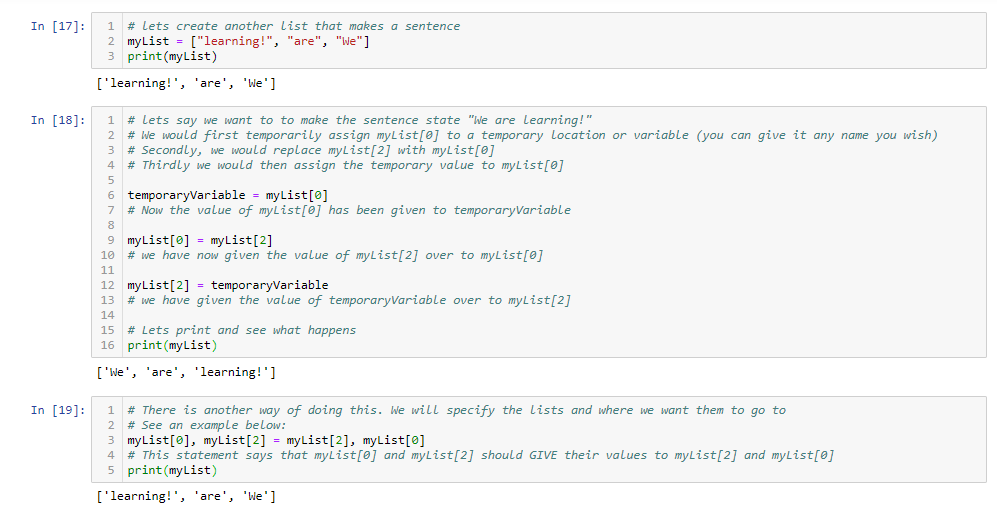 In [17]:
1 # Lets create another list that makes a sentence
2 myList = ["learning!", "are", "We"]
3 print(myList)
['learning!', 'are', 'We']
In [18]:
1 # Lets say we want to to make the sentence state "We are learning!"
2 # We would first temporarily assign myList[0] to a temporary location or variable (you can give it any name you wish)
3 # Secondly, we would replace myList[2] with myList[0]
4 # Thirdly we would then assign the temporary value to myList[0]
5
6 temporaryVariable = myList[0]
7 # Now the value of myList[0] has been given to temporaryVariable
8
9 myList[0] = myList[2]
10 # we have now given the value of myList[2] over to myList[0]
11
12 myList[2] = temporaryVariable
13 # we have given the value of temporaryVariable over to myList[2]
14
15 # Lets print and see what happens
16 print(myList)
['We', 'are', 'learning!']
In [19]:
1 # There is another way of doing this. We will specify the lists and where we want them to go to
2 # See an example below:
3 myList[0], myList[2] = myList[2], myList[0]
4 # This statement says that myList[0] and myList[2] should GIVE their values to myList[2] and myList[0]
5 print(myList)
['learning!', 'are', 'We']